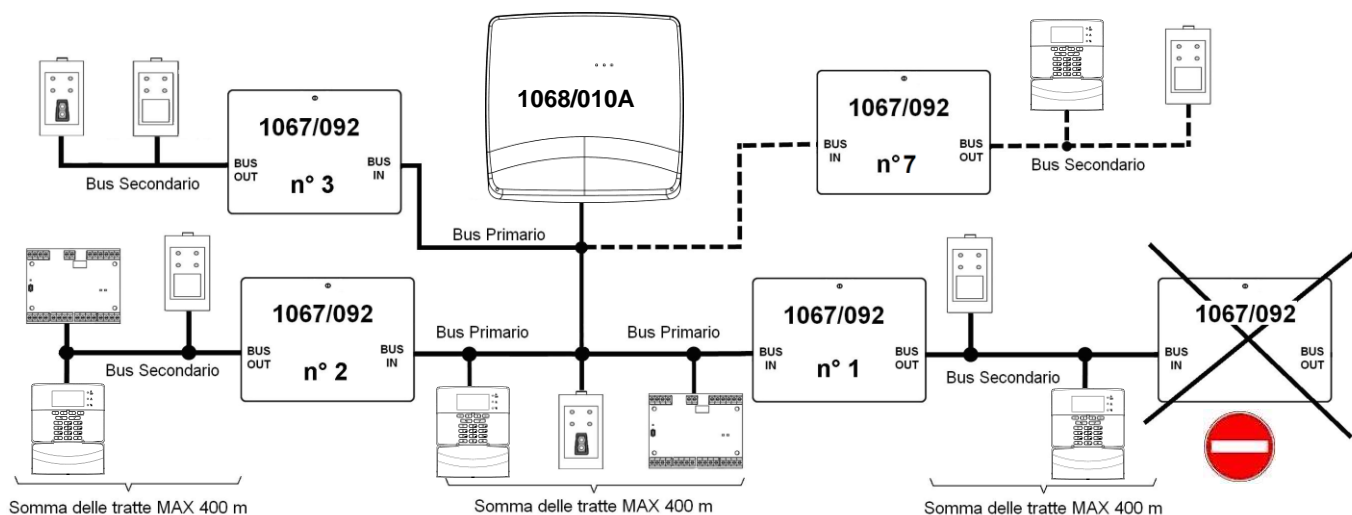 1068/010A
1067/092
BUS OUT
BUS IN
n° 3
Bus Secondario
Bus Primario
1067/092
BUS IN
BUS OUT
n°7
Bus Secondario
1067/092
BUS OUT
BUS IN
n° 2
Bus Secondario
Bus Primario
Bus Primario
1067/092
BUS IN
BUS OUT
n° 1
Bus Secondario
1067/092
BUS IN
BUS OUT
Somma delle tratte MAX 400 m
Somma delle tratte MAX 400 m
Somma delle tratte MAX 400 m